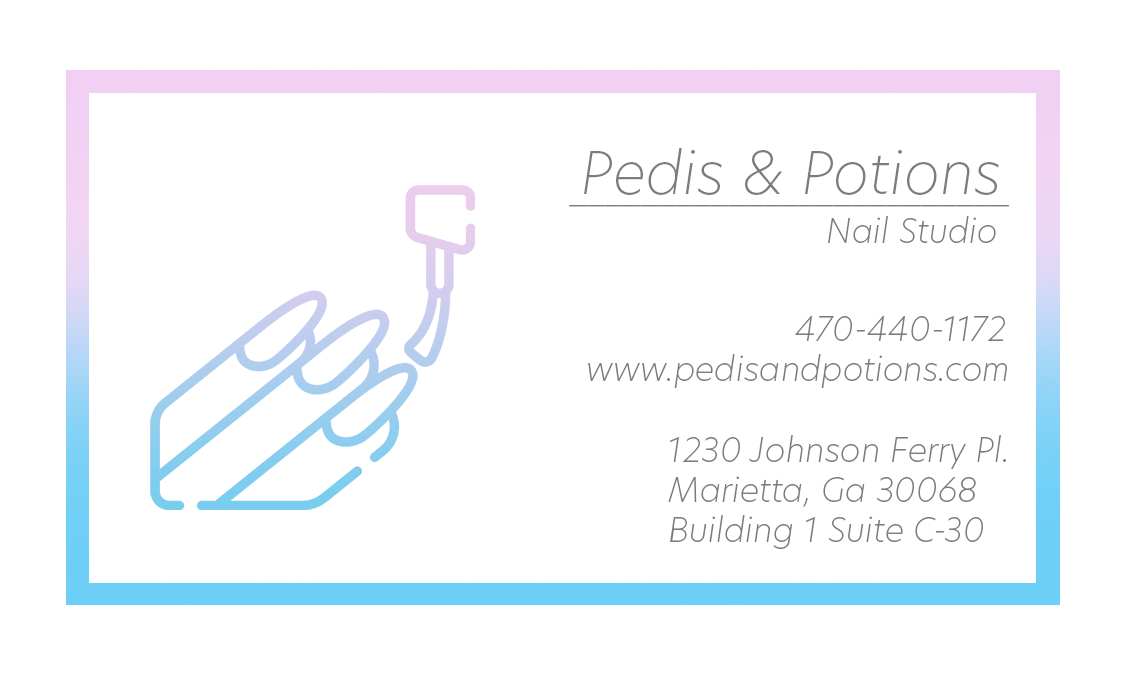 Pedis & Potions
Nail Studio
470-440-1172
www.pedisandpotions.com
1230 Johnson Ferry Pl.
Marietta, Ga 30068
Building 1 Suite C-30